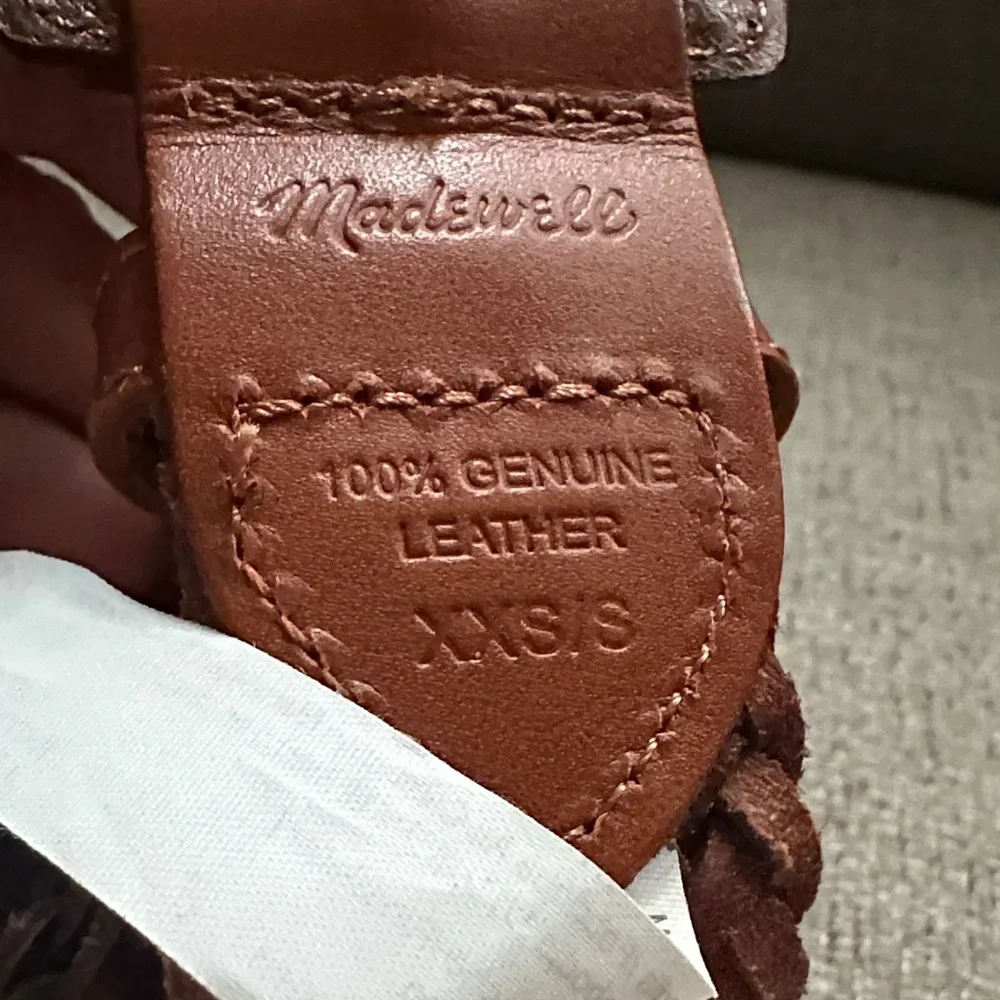 Madewell
100% GENUINE
LEATHER
XXS/S